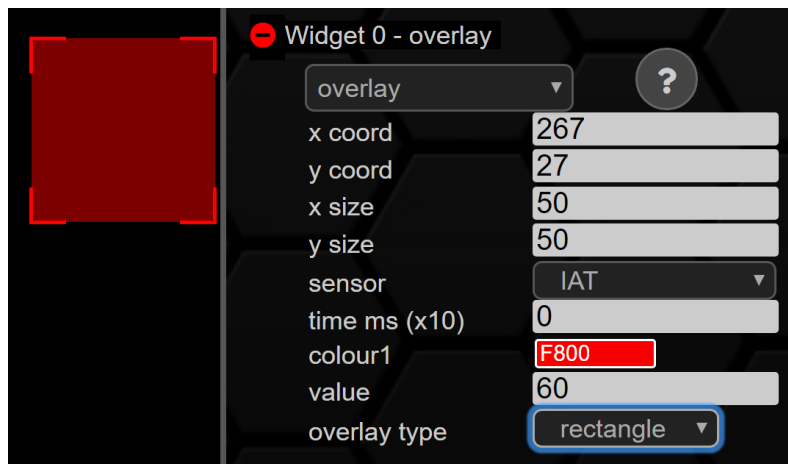 Widget 0 - overlay
overlay
?
x coord 267
y coord 27
x size 50
y size 50
sensor IAT
time ms (x10) 0
colour1 F800
value 60
overlay type rectangle